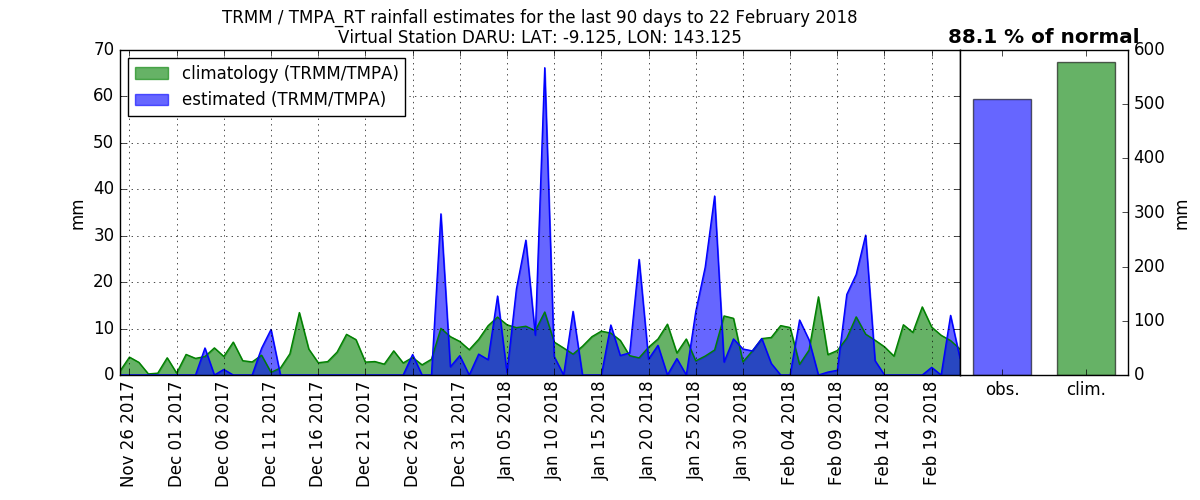 TRMM / TMPA_RT rainfall estimates for the last 90 days to 22 February 2018
Virtual Station DARU: LAT: -9.125, LON: 143.125
88.1 % of normal
climatology (TRMM/TMPA)
estimated (TRMM/TMPA)
70
60
50
40
30
20
10
0
mm
Nov 26 2017
Dec 01 2017
Dec 06 2017
Dec 11 2017
Dec 16 2017
Dec 21 2017
Dec 26 2017
Dec 31 2017
Jan 05 2018
Jan 10 2018
Jan 15 2018
Jan 20 2018
Jan 25 2018
Jan 30 2018
Feb 04 2018
Feb 09 2018
Feb 14 2018
Feb 19 2018
obs.
clim.
600
500
400
300
200
100
0
mm